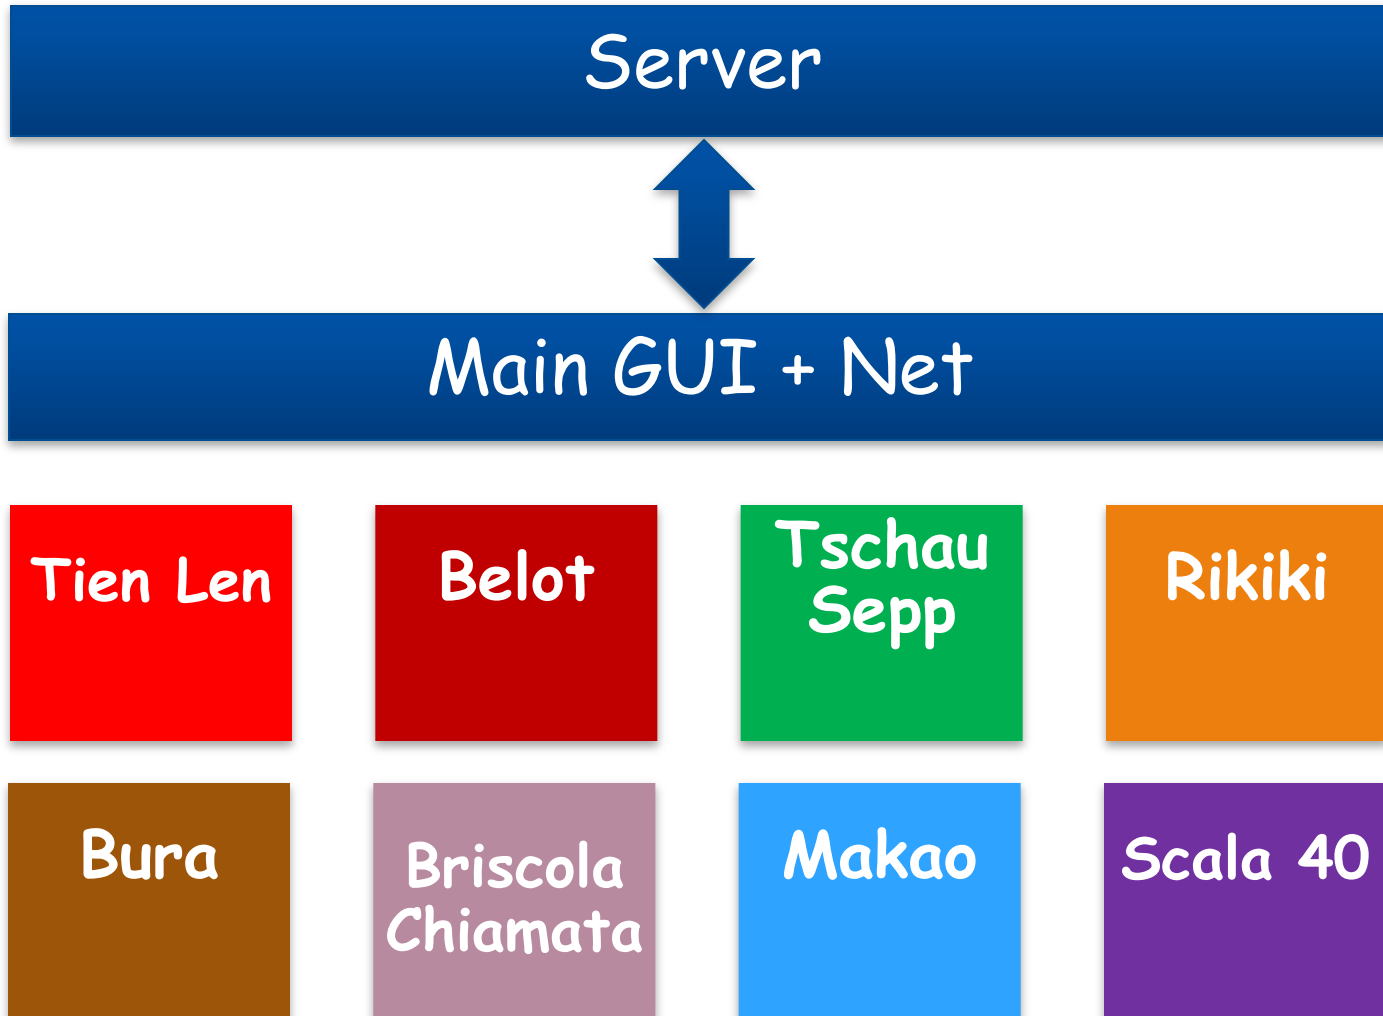 Server
Main GUI + Net
Tien Len
Belot
Tschau
Sepp
Rikiki
Bura
Briscola
Chiamata
Makao
Scala 40